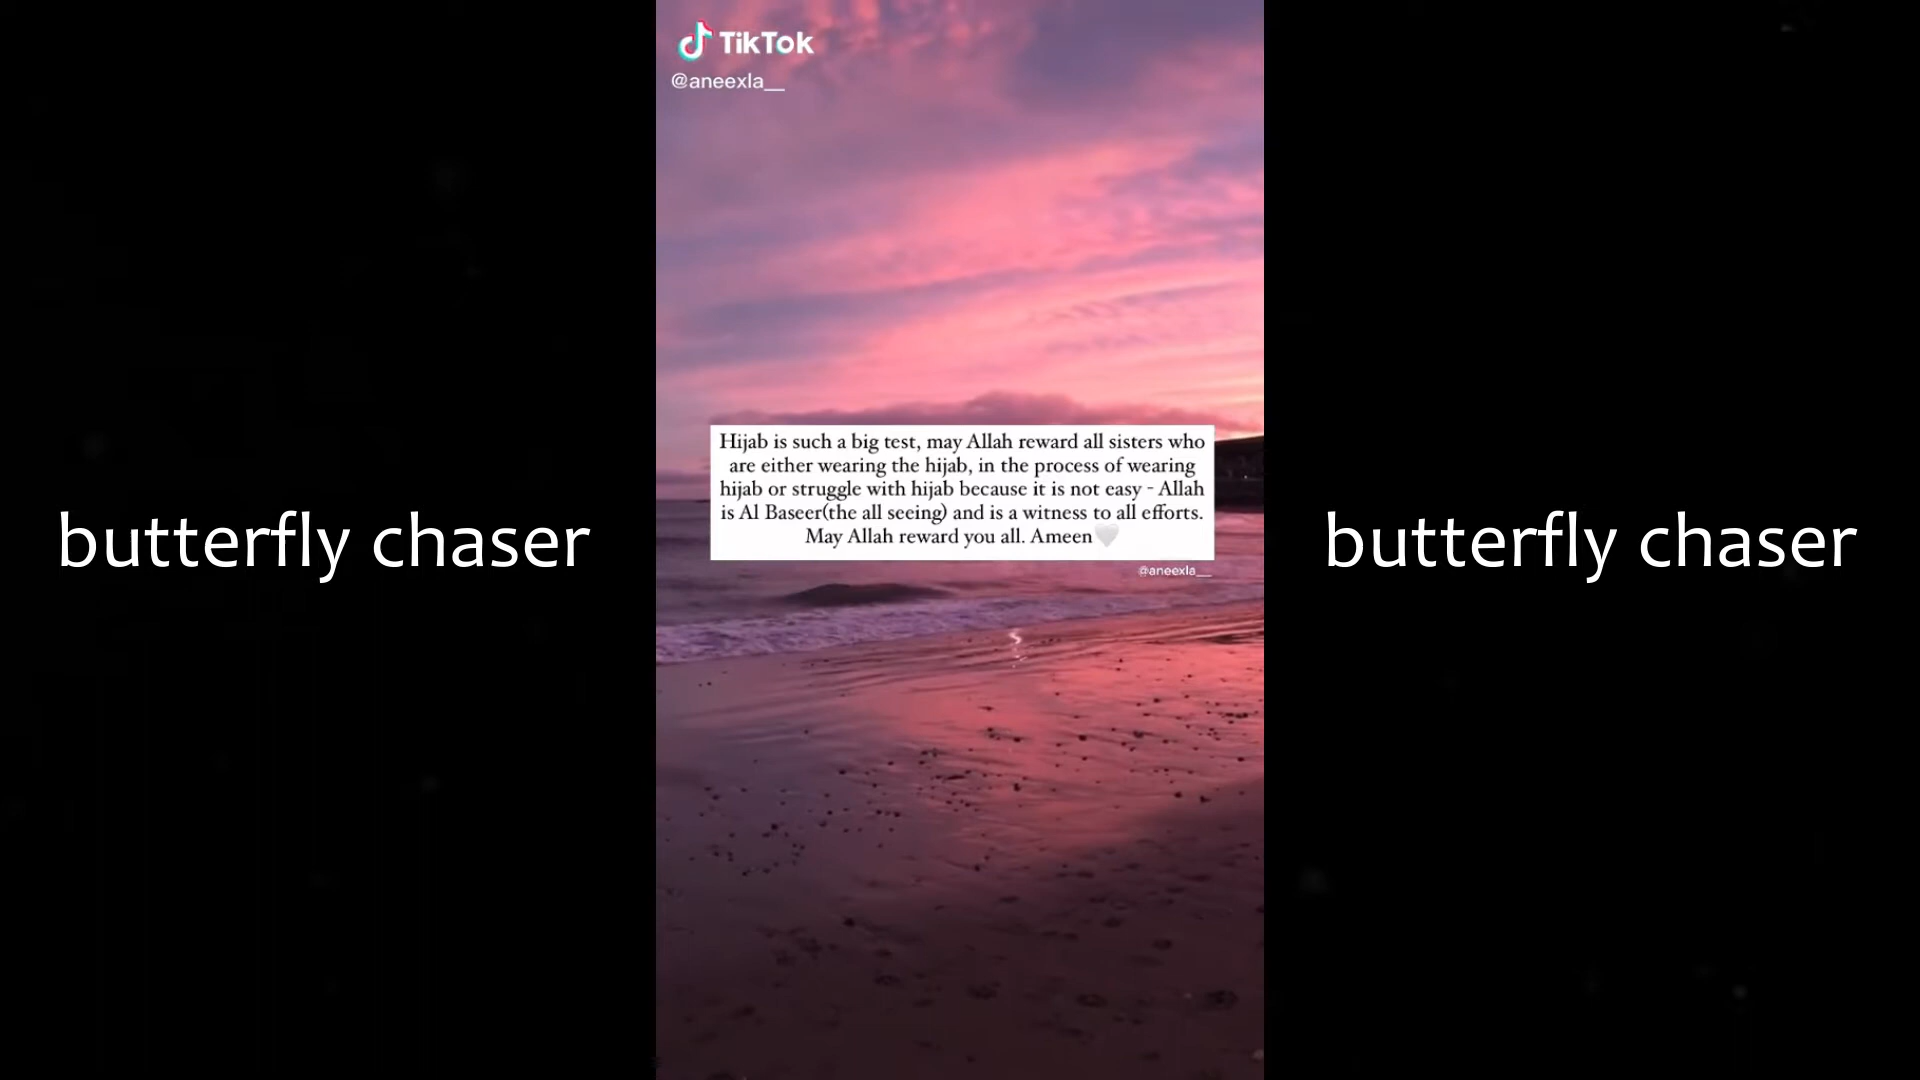 TikTok
@aneexla__
Hijab is such a big test, may Allah reward all sisters who
are either wearing the hijab, in the process of wearing
hijab or struggle with hijab because it is not easy - Allah
is Al Baseer(the all seeing) and is a witness to all efforts.
May Allah reward you all. Ameen🤍
@aneexla__
butterfly chaser
butterfly chaser